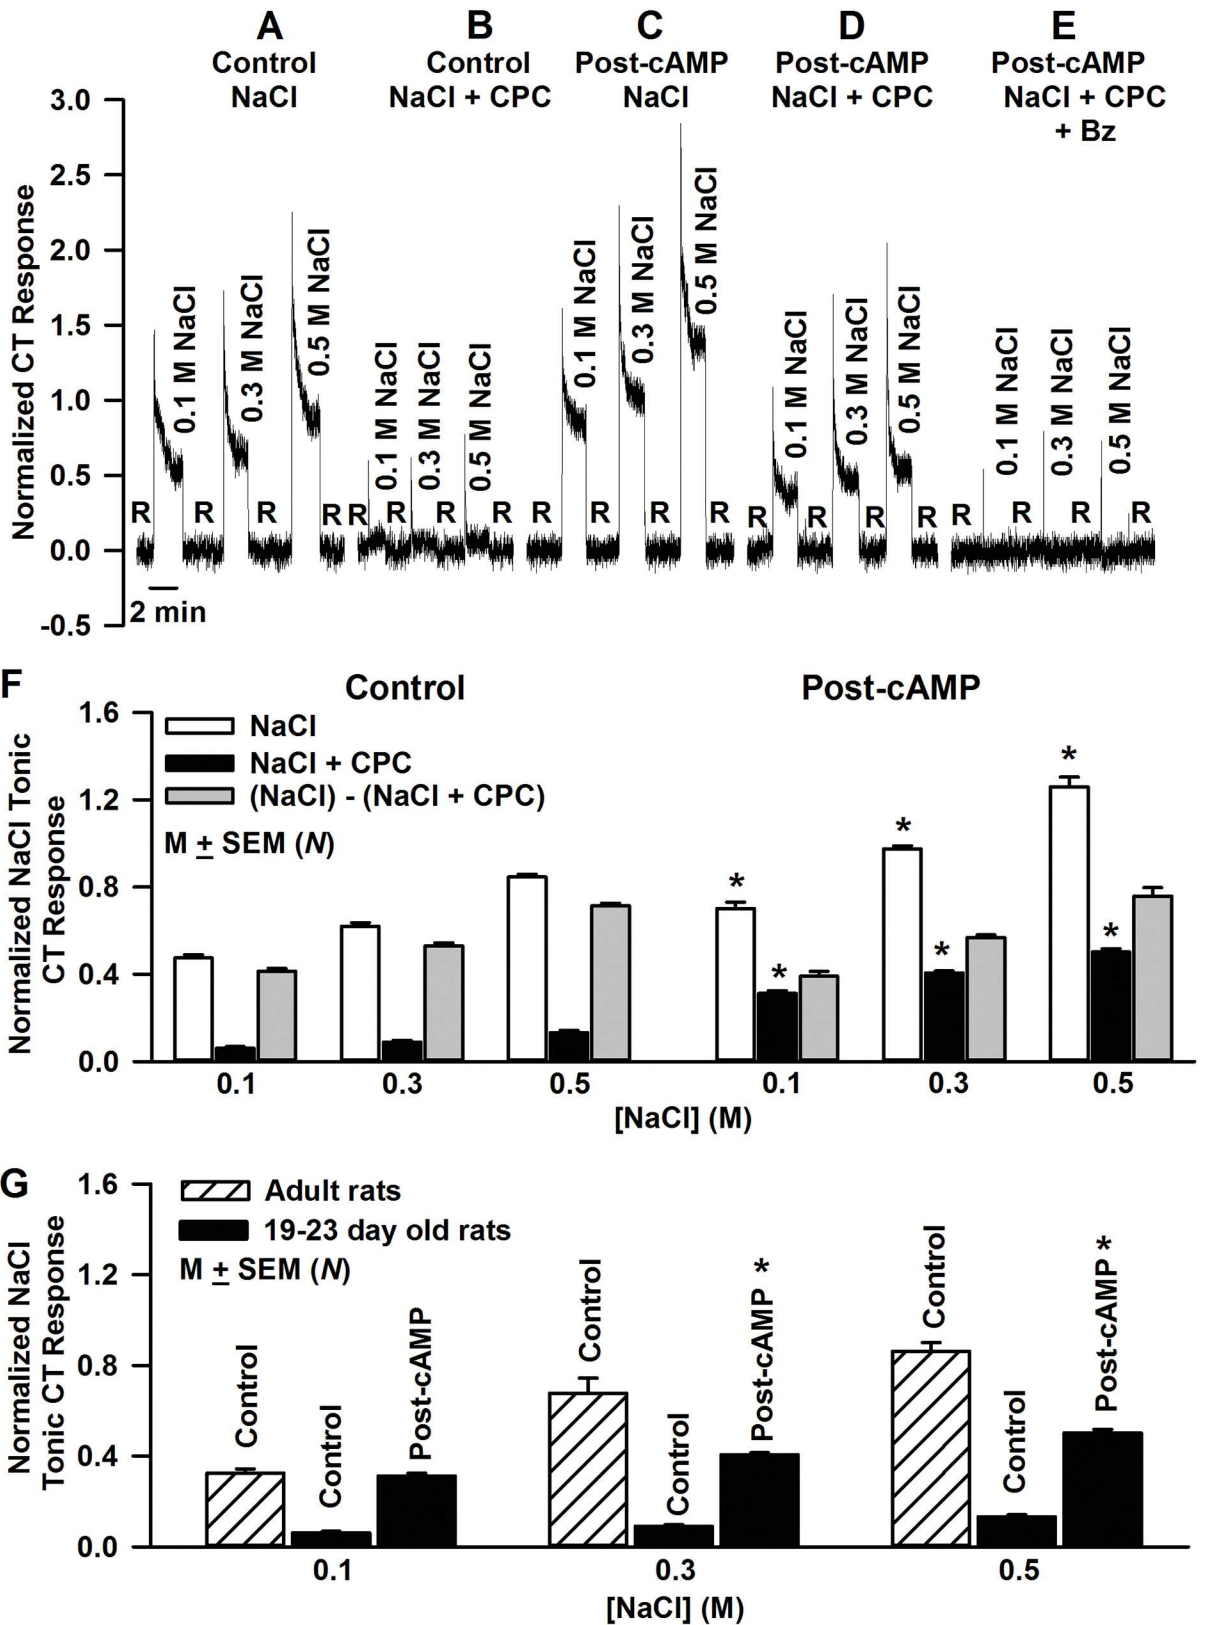 A
Control
NaCl
B
Control
NaCl + CPC
C
Post-cAMP
NaCl
D
Post-cAMP
NaCl + CPC
E
Post-cAMP
NaCl + CPC
+ Bz
Normalized CT Response
3.0
2.5
2.0
1.5
1.0
0.5
0.0
-0.5
R
0.1 M NaCl
R
0.3 M NaCl
R
0.5 M NaCl
R
R
0.1 M NaCl
R
0.3 M NaCl
R
0.5 M NaCl
R
R
0.1 M NaCl
R
0.3 M NaCl
R
0.5 M NaCl
R
R
0.1 M NaCl
R
0.3 M NaCl
R
0.5 M NaCl
R
R
0.1 M NaCl
R
0.3 M NaCl
R
0.5 M NaCl
R
2 min
F
Control
Post-cAMP
Normalized NaCl Tonic
CT Response
1.6
1.2
0.8
0.4
0.0
NaCl
NaCl + CPC
(NaCl) - (NaCl + CPC)
M ± SEM (N)
*
*
*
*
*
*
0.1
0.3
0.5
0.1
0.3
0.5
[NaCl] (M)
G
Normalized NaCl
Tonic CT Response
1.6
1.2
0.8
0.4
0.0
Adult rats
19-23 day old rats
M ± SEM (N)
Control
Control
Post-cAMP
Control
Control
Post-cAMP *
Control
Control
Post-cAMP *
0.1
0.3
0.5
[NaCl] (M)